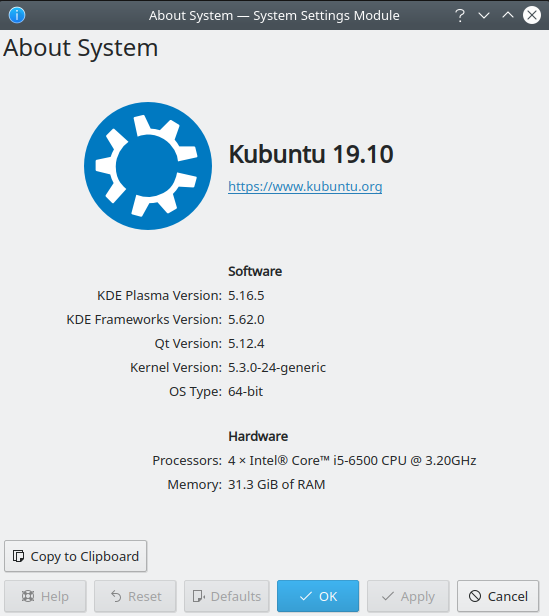 About System — System Settings Module
About System
Kubuntu 19.10
https://www.kubuntu.org
Software
KDE Plasma Version: 5.16.5
KDE Frameworks Version: 5.62.0
Qt Version: 5.12.4
Kernel Version: 5.3.0-24-generic
OS Type: 64-bit
Hardware
Processors: 4 × Intel® Core™ i5-6500 CPU @ 3.20GHz
Memory: 31.3 GiB of RAM
Copy to Clipboard
Help Reset Defaults OK Apply Cancel